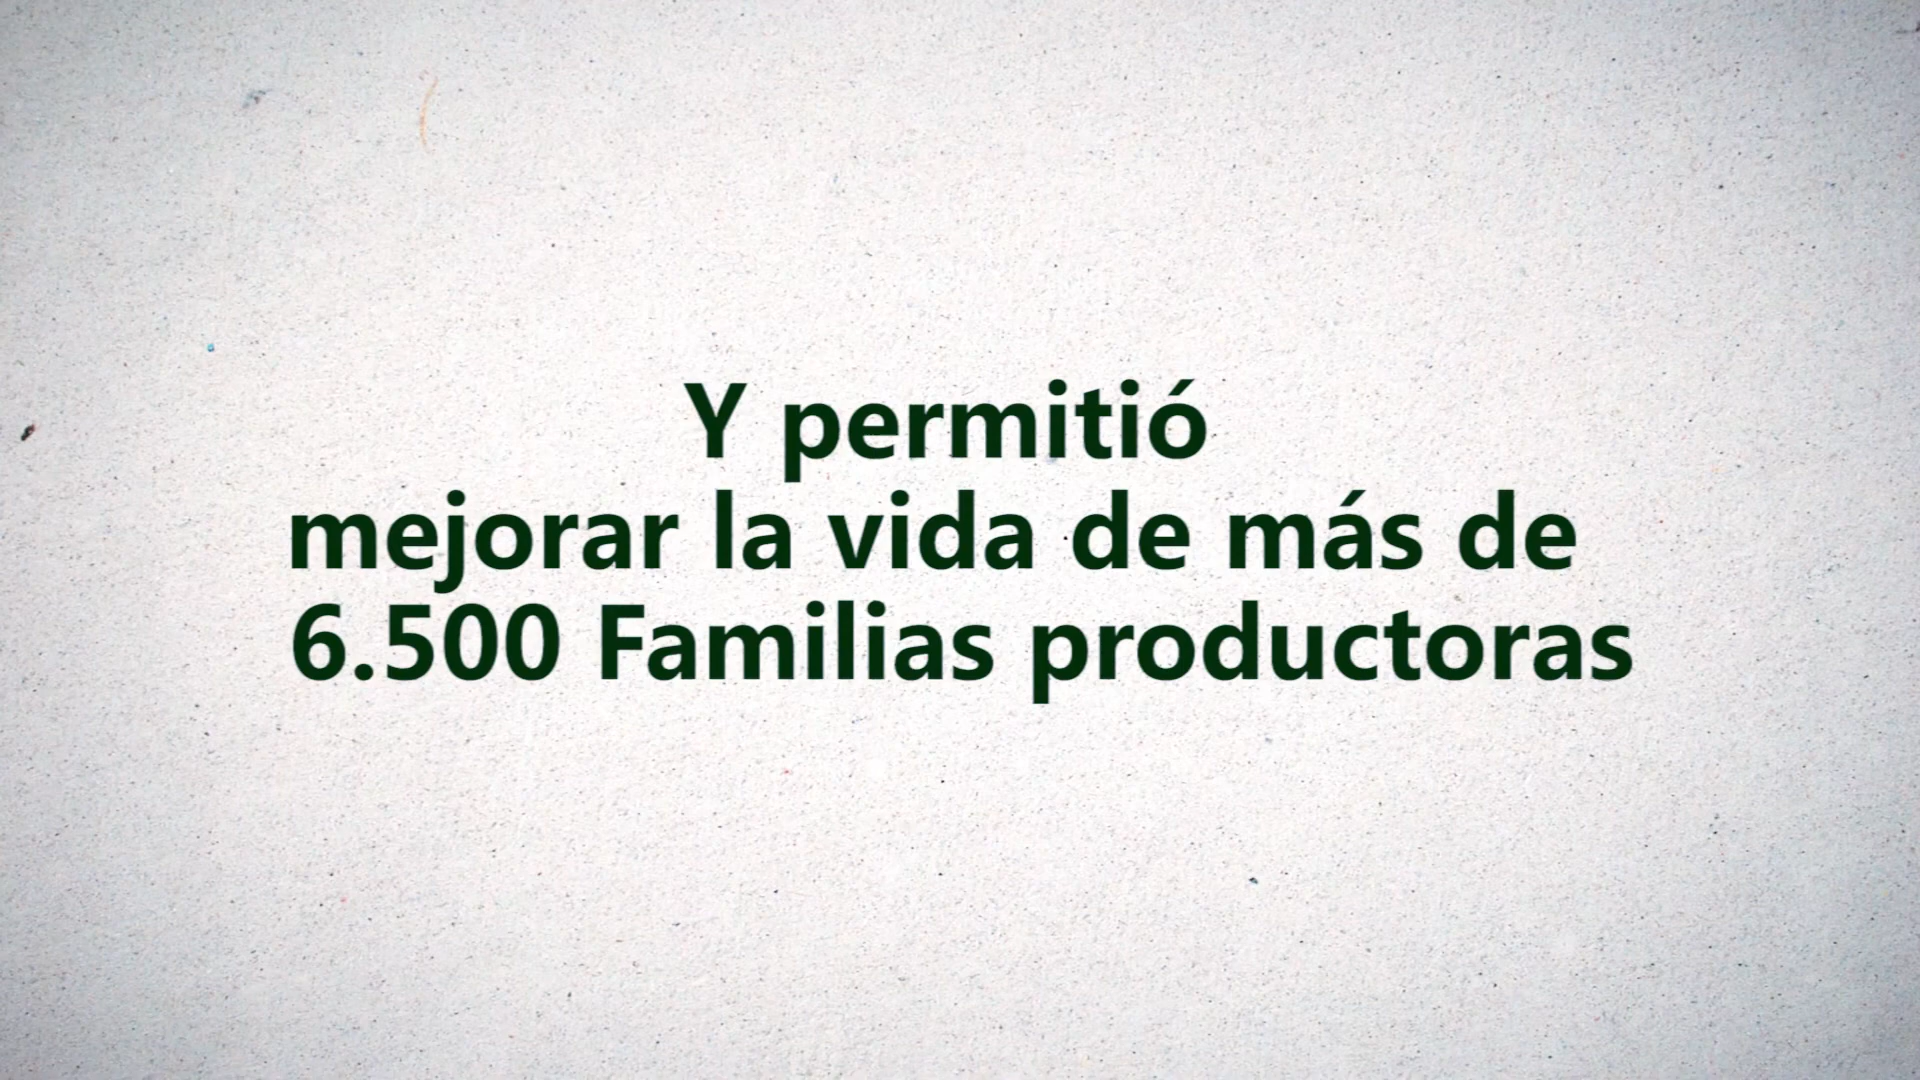 Y permitió
mejorar la vida de más de
6.500 Familias productoras